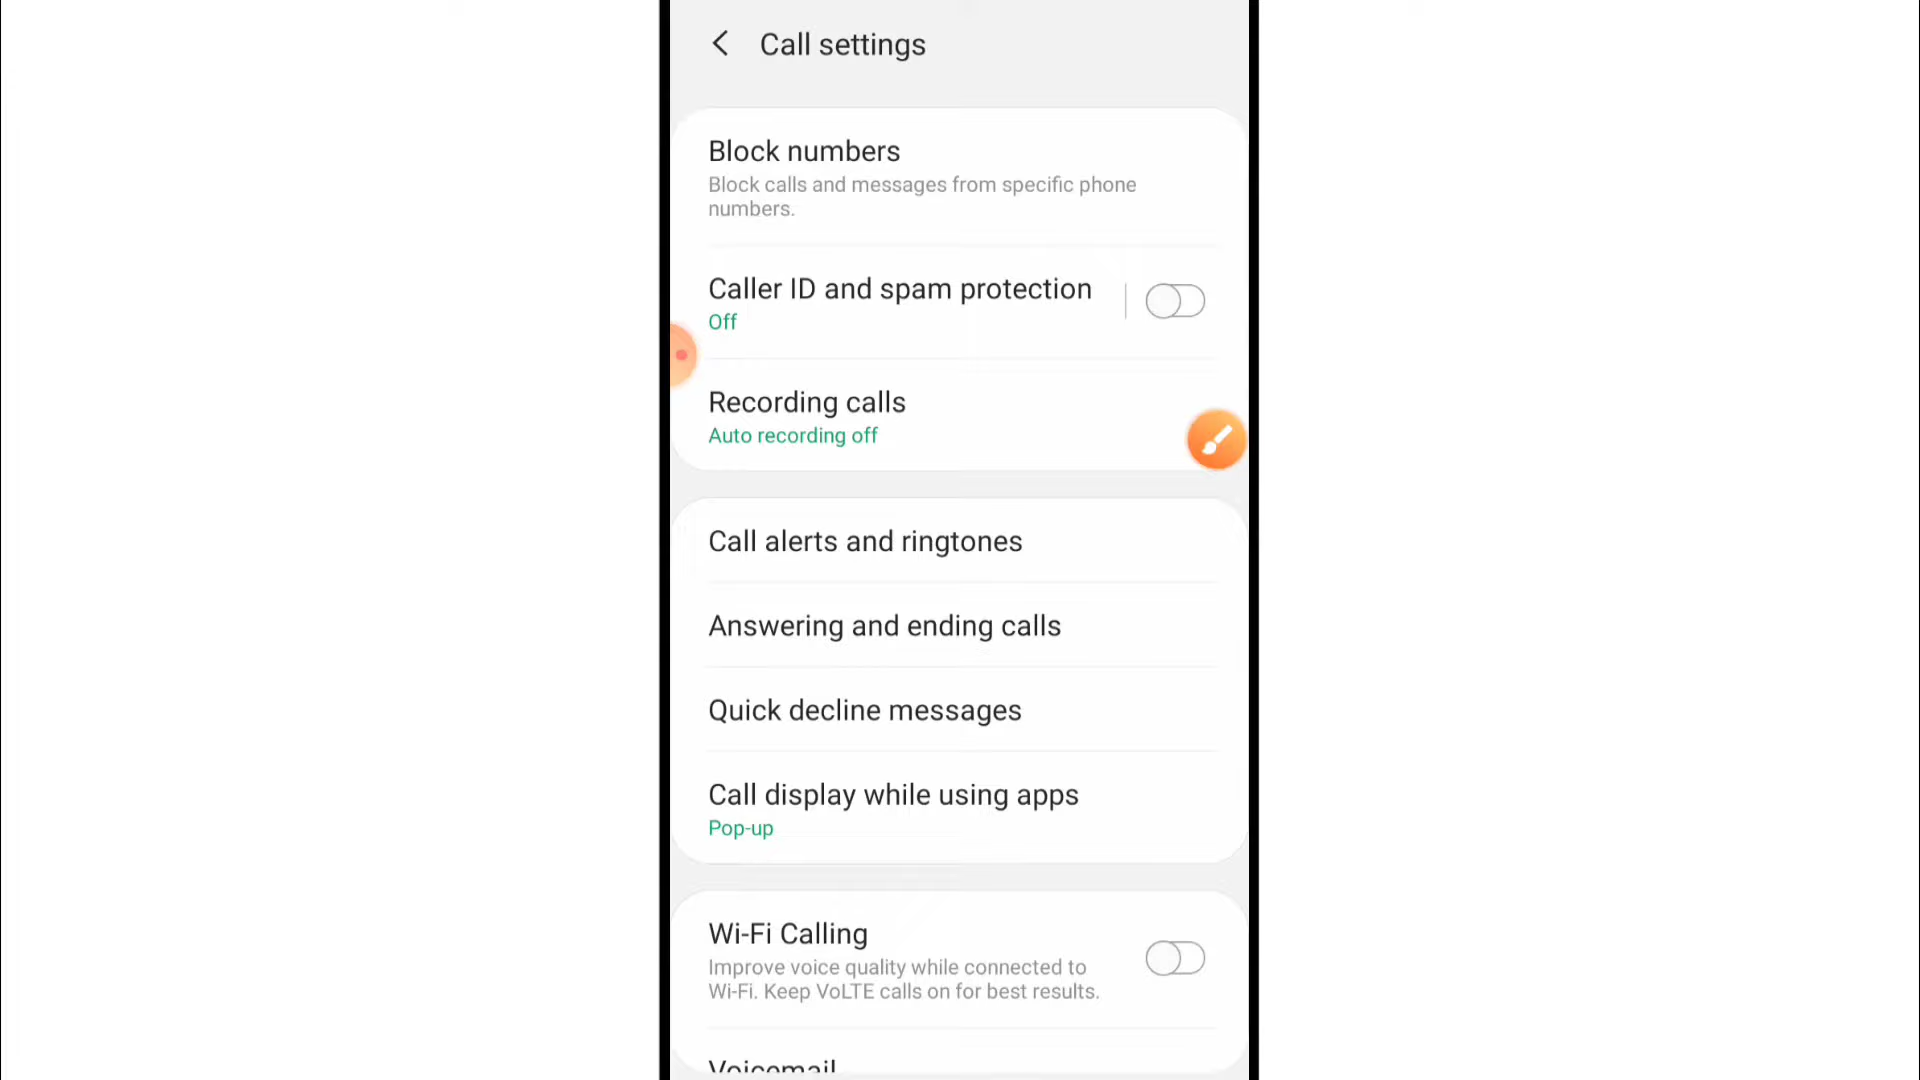 Call settings
Block numbers
Block calls and messages from specific phone
numbers.
Caller ID and spam protection
Off
Recording calls
Auto recording off
Call alerts and ringtones
Answering and ending calls
Quick decline messages
Call display while using apps
Pop-up
Wi-Fi Calling
Improve voice quality while connected to
Wi-Fi. Keep VoLTE calls on for best results.
Voicemail